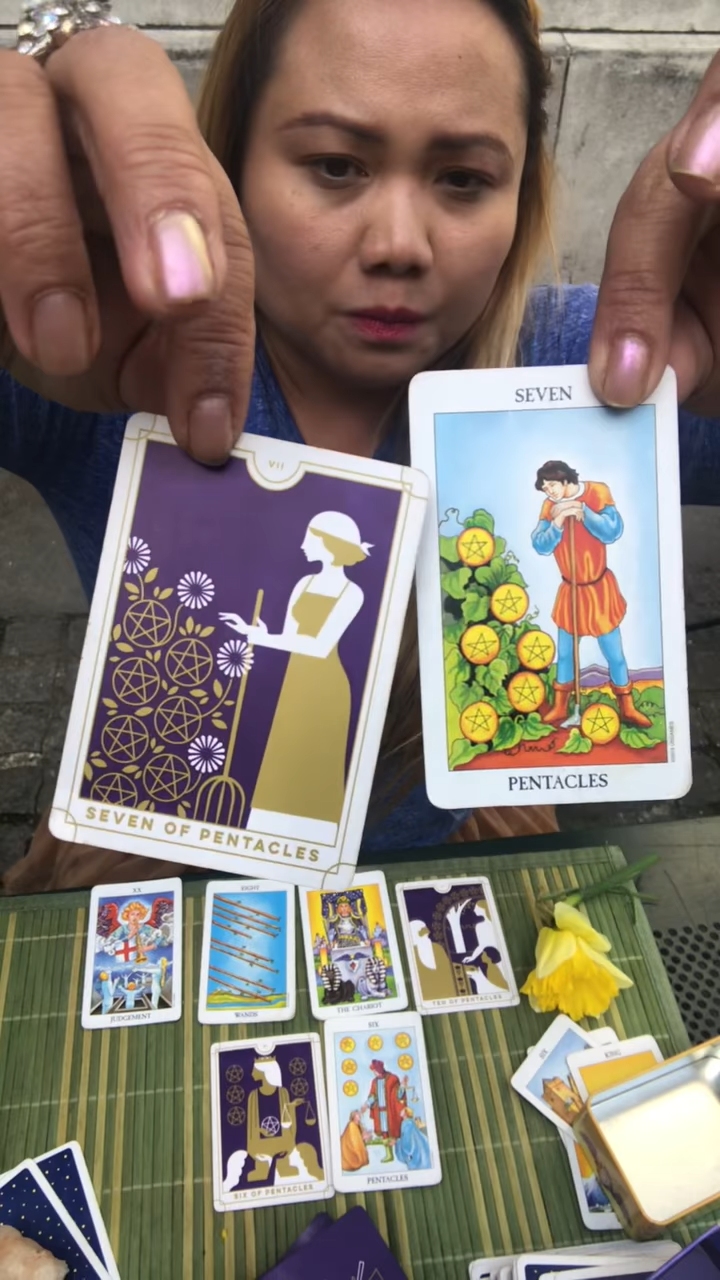 VII
SEVEN OF PENTACLES
SEVEN
PENTACLES
XX
JUDGEMENT
EIGHT
WANDS
THE CHARIOT
TEN OF PENTACLES
SIX OF PENTACLES
SIX
PENTACLES
SIX
KING